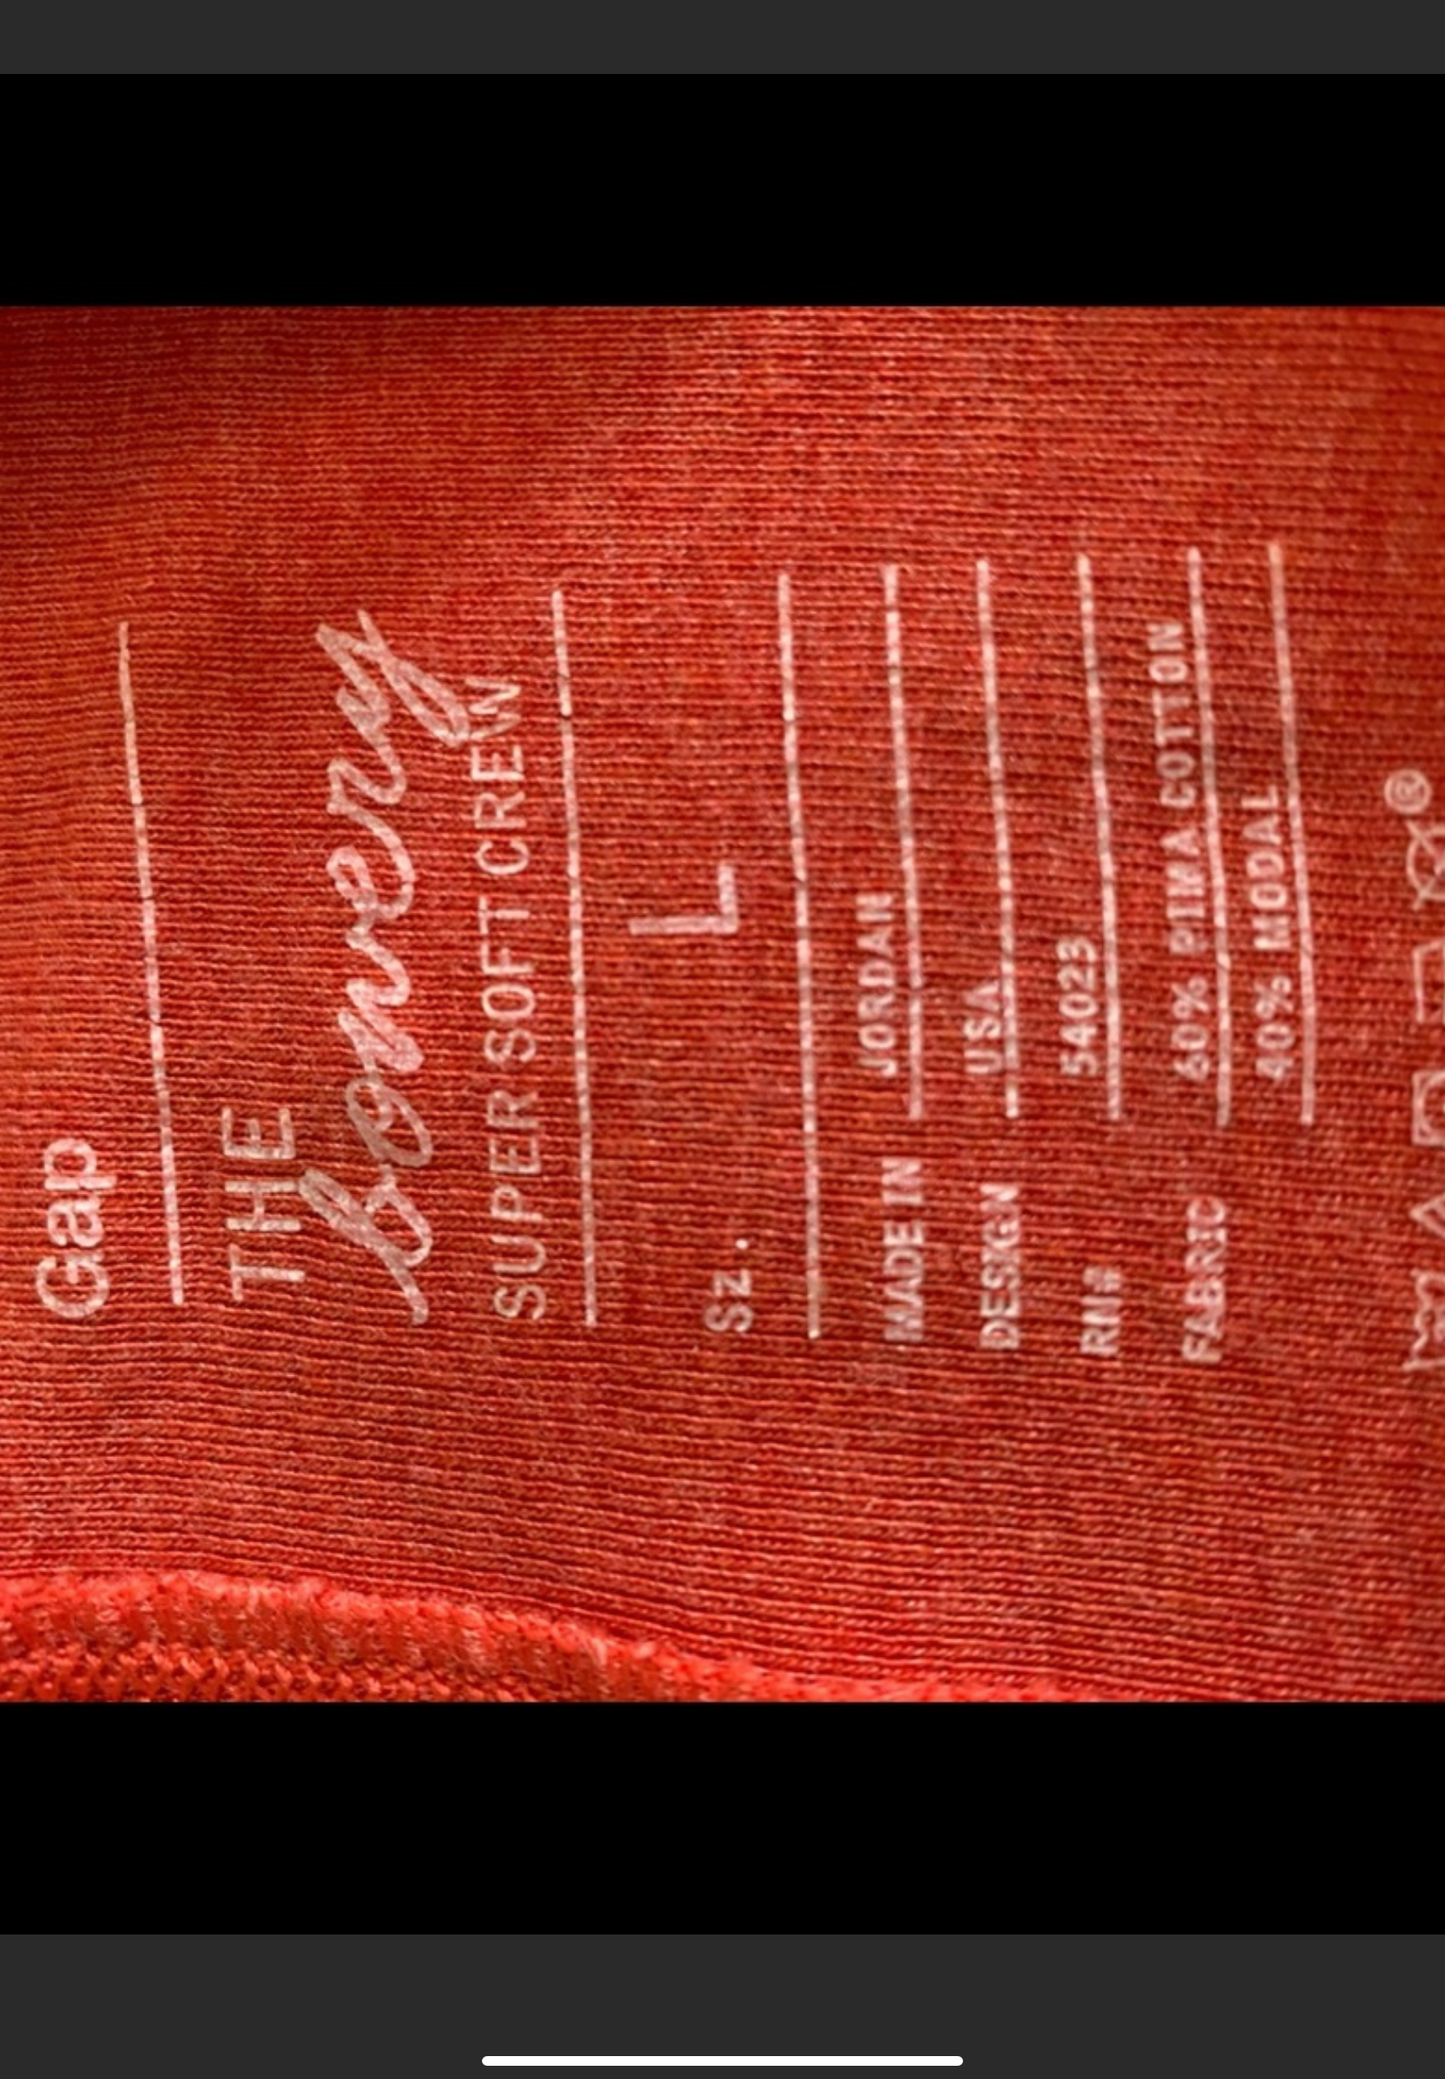 Gap
THE
bowery
SUPER SOFT CREW
Sz. L
MADE IN JORDAN
DESIGN USA
RN# 54023
FABRIC 60% PIMA COTTON
40% MODAL
®